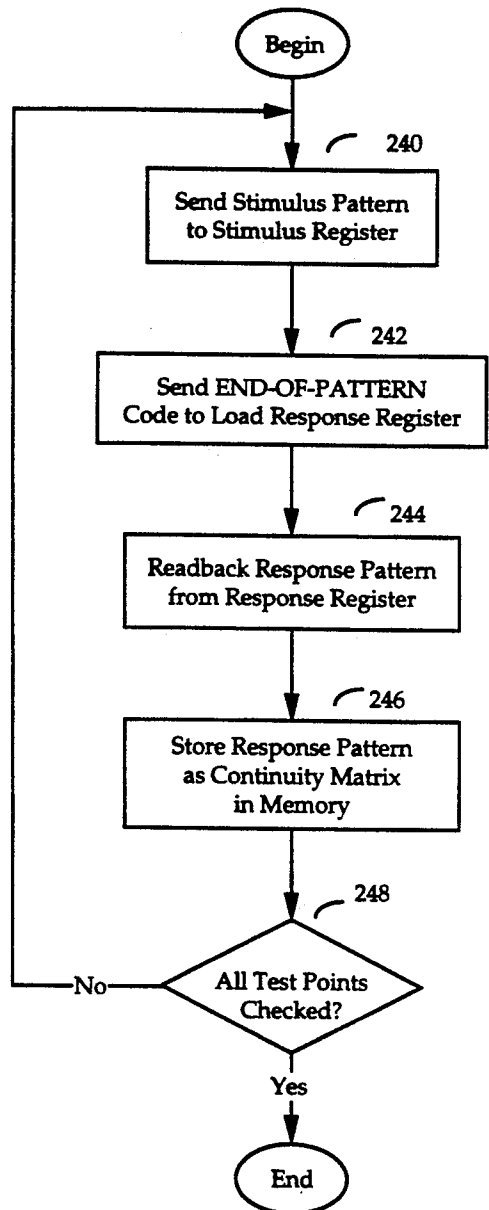 Begin
240
Send Stimulus Pattern
to Stimulus Register
242
Send END-OF-PATTERN
Code to Load Response Register
244
Readback Response Pattern
from Response Register
246
Store Response Pattern
as Continuity Matrix
in Memory
248
All Test Points
Checked?
No
Yes
End